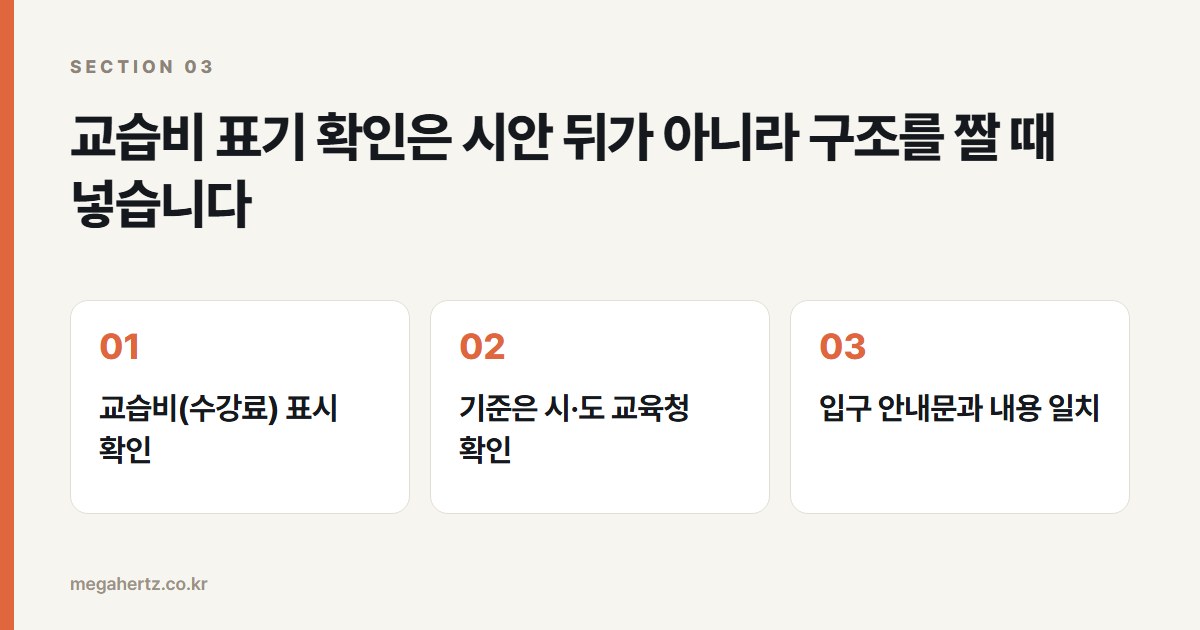 SECTION 03
교습비 표기 확인은 시안 뒤가 아니라 구조를 짤 때
넣습니다
01
교습비(수강료) 표시
확인
02
기준은 시·도 교육청
확인
03
입구 안내문과 내용 일치
megahertz.co.kr